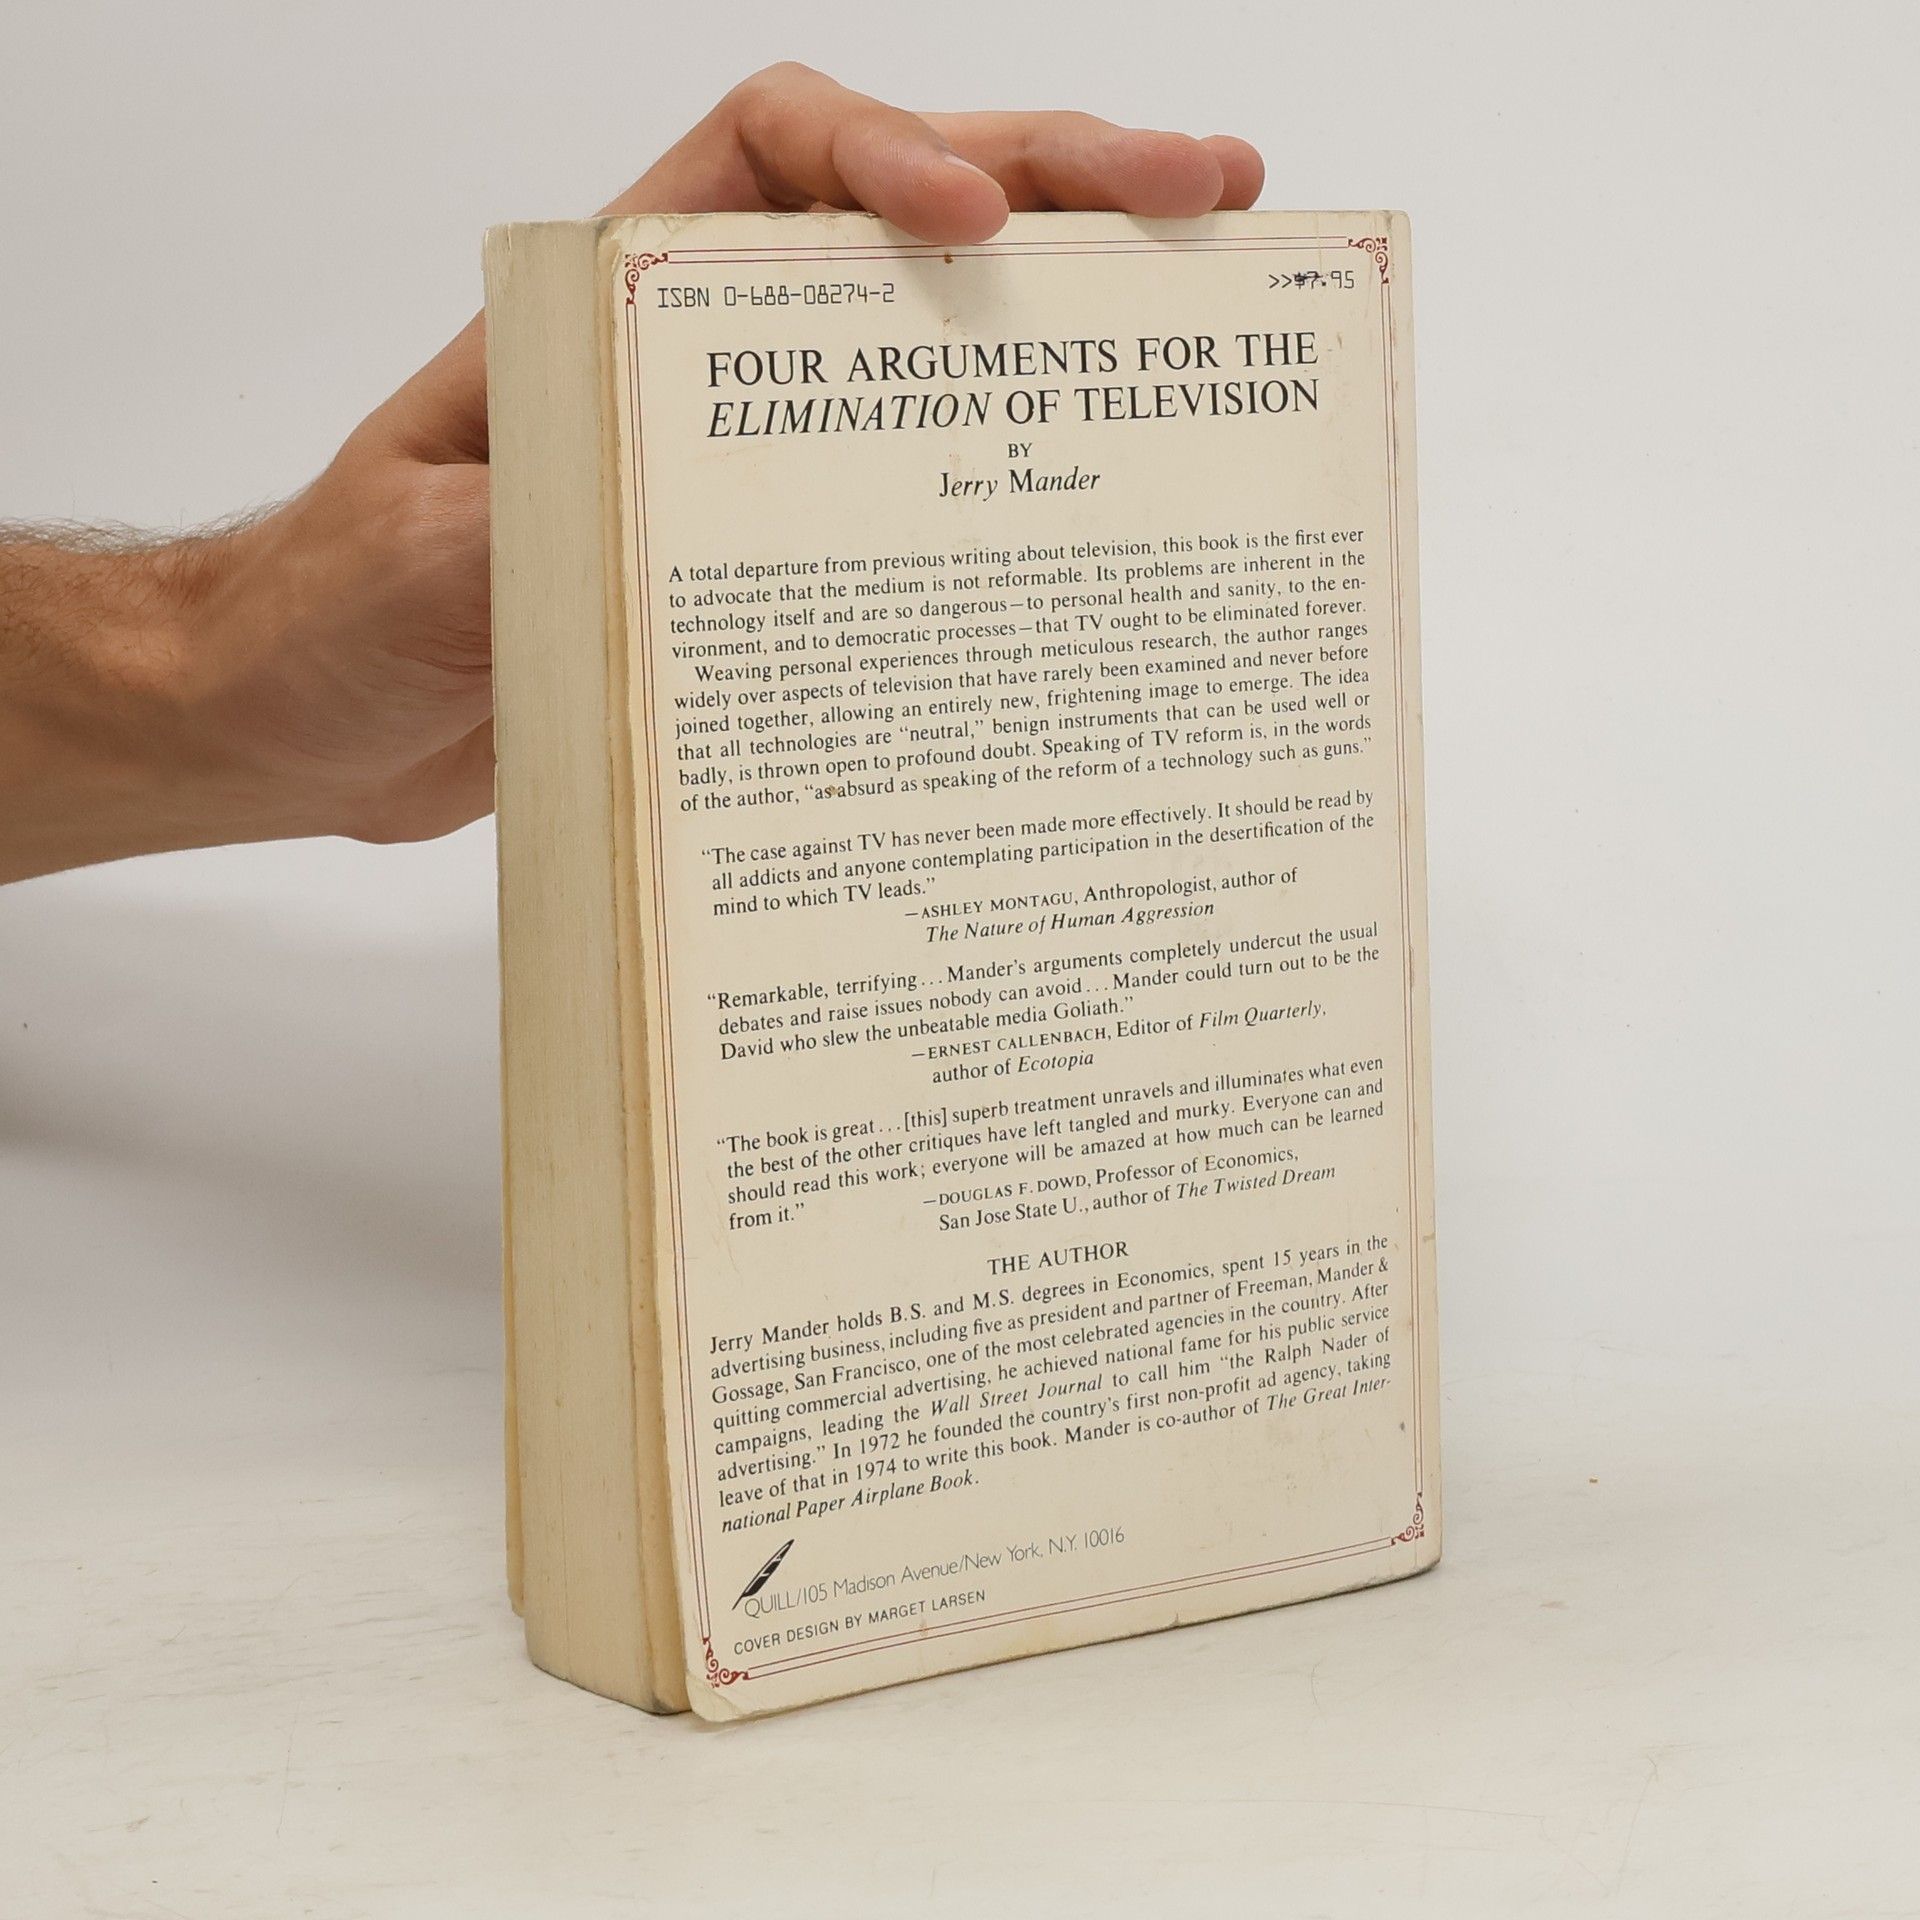 ISBN 0-688-08274-2
>>$7.95
FOUR ARGUMENTS FOR THE
ELIMINATION OF TELEVISION
BY
Jerry Mander
A total departure from previous writing about television, this book is the first ever
to advocate that the medium is not reformable. Its problems are inherent in the
technology itself and are so dangerous—to personal health and sanity, to the en-
vironment, and to democratic processes—that TV ought to be eliminated forever.
Weaving personal experiences through meticulous research, the author ranges
widely over aspects of television that have rarely been examined and never before
joined together, allowing an entirely new, frightening image to emerge. The idea
that all technologies are “neutral,” benign instruments that can be used well or
badly, is thrown open to profound doubt. Speaking of TV reform is, in the words
of the author, “as absurd as speaking of the reform of a technology such as guns.”
“The case against TV has never been made more effectively. It should be read by
all addicts and anyone contemplating participation in the desertification of the
mind to which TV leads.”
—ASHLEY MONTAGU, Anthropologist, author of
The Nature of Human Aggression
“Remarkable, terrifying...Mander’s arguments completely undercut the usual
debates and raise issues nobody can avoid...Mander could turn out to be the
David who slew the unbeatable media Goliath.”
—ERNEST CALLENBACH, Editor of Film Quarterly,
author of Ecotopia
“The book is great...[this] superb treatment unravels and illuminates what even
the best of the other critiques have left tangled and murky. Everyone can and
should read this work; everyone will be amazed at how much can be learned
from it.”
—DOUGLAS F. DOWD, Professor of Economics,
San Jose State U., author of The Twisted Dream
THE AUTHOR
Jerry Mander holds B.S. and M.S. degrees in Economics, spent 15 years in the
advertising business, including five as president and partner of Freeman, Mander &
Gossage, San Francisco, one of the most celebrated agencies in the country. After
quitting commercial advertising, he achieved national fame for his public service
campaigns, leading the Wall Street Journal to call him “the Ralph Nader of
advertising.” In 1972 he founded the country’s first non-profit ad agency, taking
leave of that in 1974 to write this book. Mander is co-author of The Great Inter-
national Paper Airplane Book.
QUILL/105 Madison Avenue/New York, N.Y. 10016
COVER DESIGN BY MARGET LARSEN